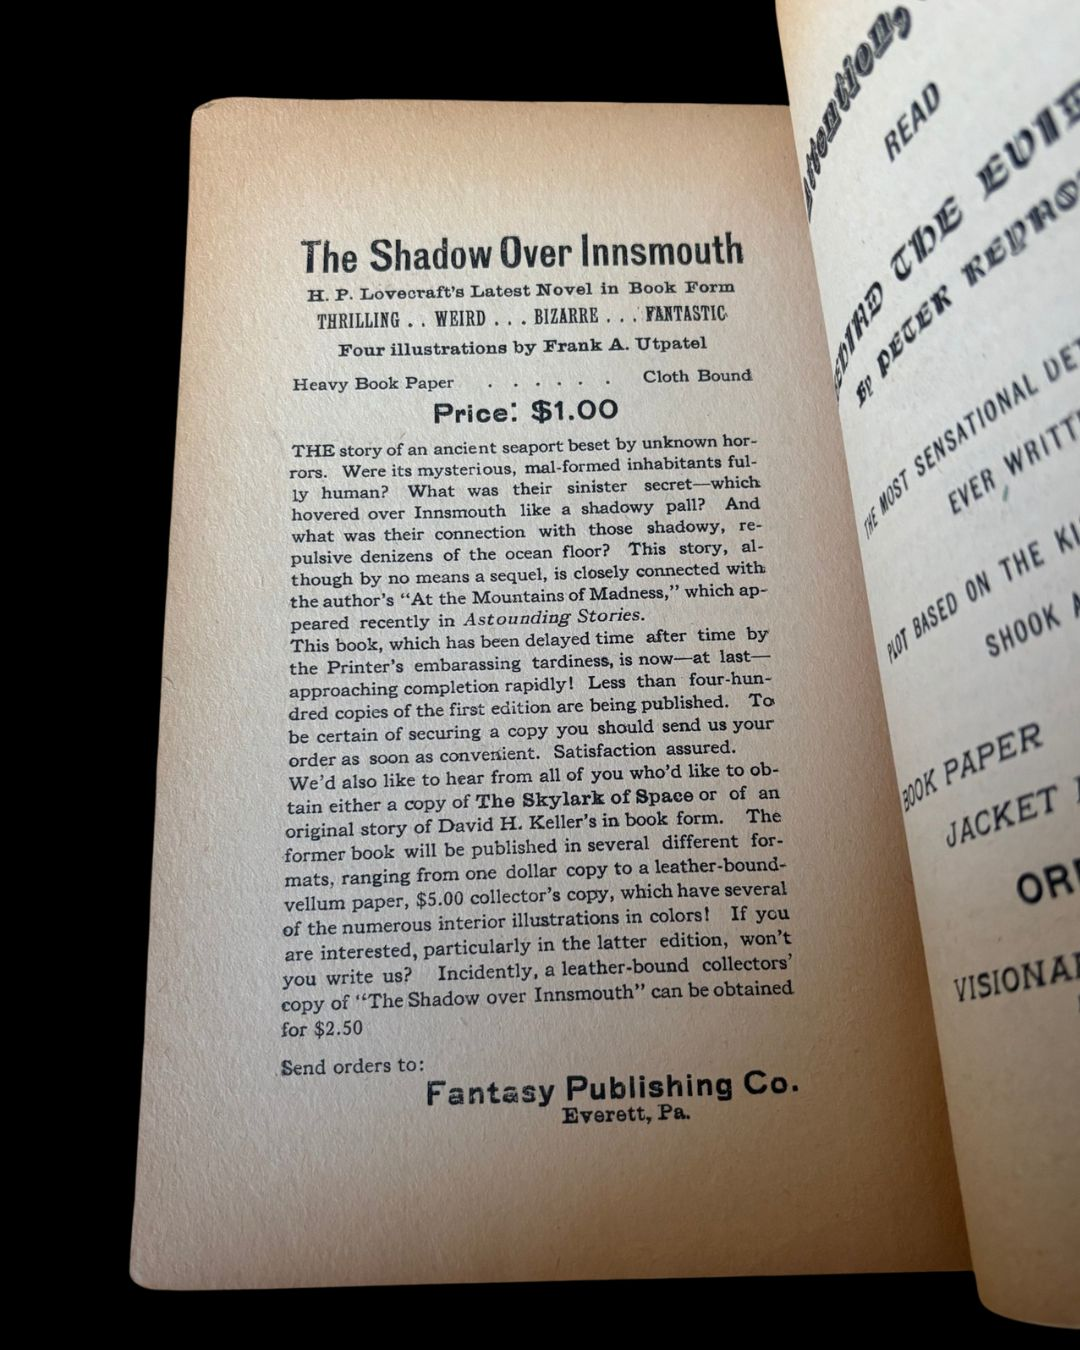 The Shadow Over Innsmouth
H. P. Lovecraft's Latest Novel in Book Form
THRILLING . . WEIRD . . . BIZARRE . . . FANTASTIC
Four illustrations by Frank A. Utpatel
Heavy Book Paper . . . . . . Cloth Bound
Price: $1.00
THE story of an ancient seaport beset by unknown hor-
rors. Were its mysterious, mal-formed inhabitants ful-
ly human? What was their sinister secret—which
hovered over Innsmouth like a shadowy pall? And
what was their connection with those shadowy, re-
pulsive denizens of the ocean floor? This story, al-
though by no means a sequel, is closely connected with
the author's "At the Mountains of Madness," which ap-
peared recently in Astounding Stories.
This book, which has been delayed time after time by
the Printer's embarassing tardiness, is now—at last—
approaching completion rapidly! Less than four-hun-
dred copies of the first edition are being published. To
be certain of securing a copy you should send us your
order as soon as convenient. Satisfaction assured.
We'd also like to hear from all of you who'd like to ob-
tain either a copy of The Skylark of Space or of an
original story of David H. Keller's in book form. The
former book will be published in several different for-
mats, ranging from one dollar copy to a leather-bound-
vellum paper, $5.00 collector's copy, which have several
of the numerous interior illustrations in colors! If you
are interested, particularly in the latter edition, won't
you write us? Incidently, a leather-bound collectors'
copy of "The Shadow over Innsmouth" can be obtained
for $2.50
Send orders to:
Fantasy Publishing Co.
Everett, Pa.
READ
THE
By PETER
THE MOST SENSATIONAL
EVER
PLOT BASED ON THE
SHOOK
BOOK PAPER
JACKET